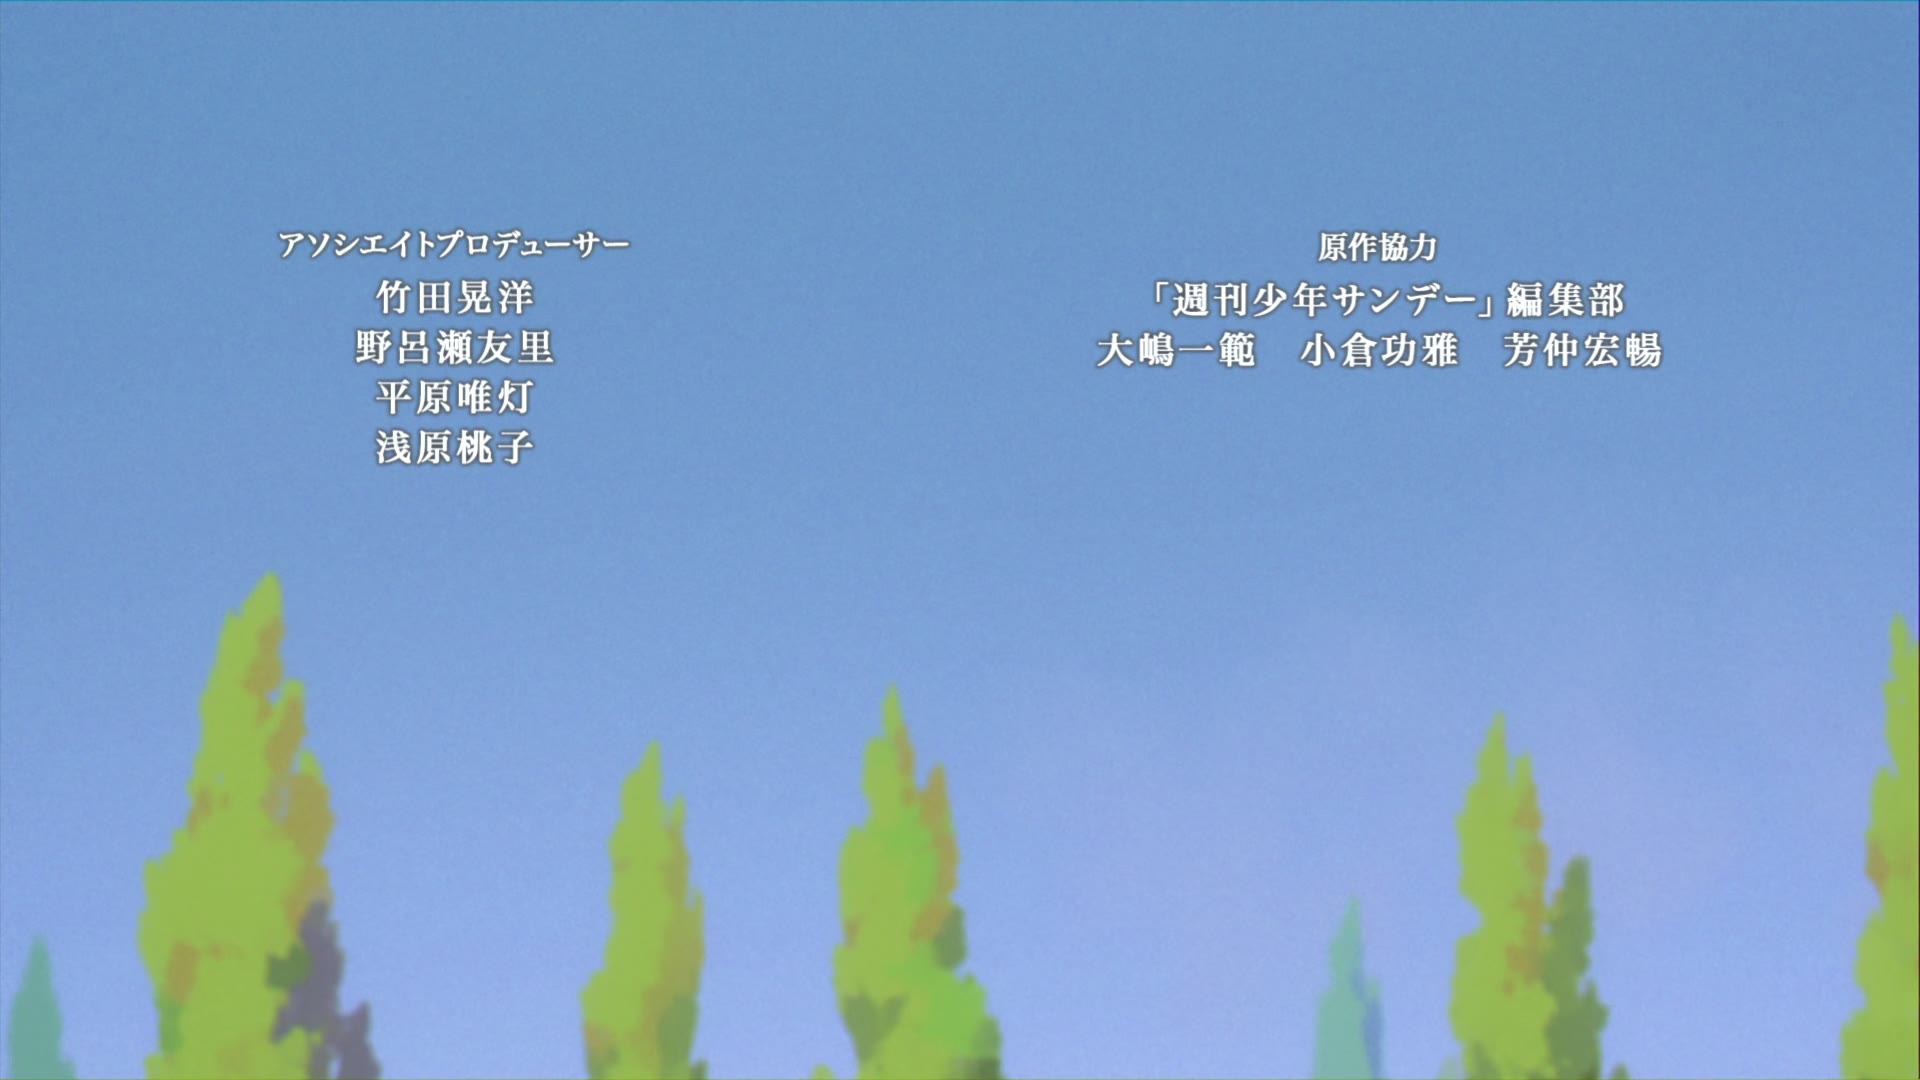 アソシエイトプロデューサー
竹田晃洋
野呂瀬友里
平原唯灯
浅原桃子
原作協力
「週刊少年サンデー」編集部
大嶋一範　小倉功雅　芳仲宏暢